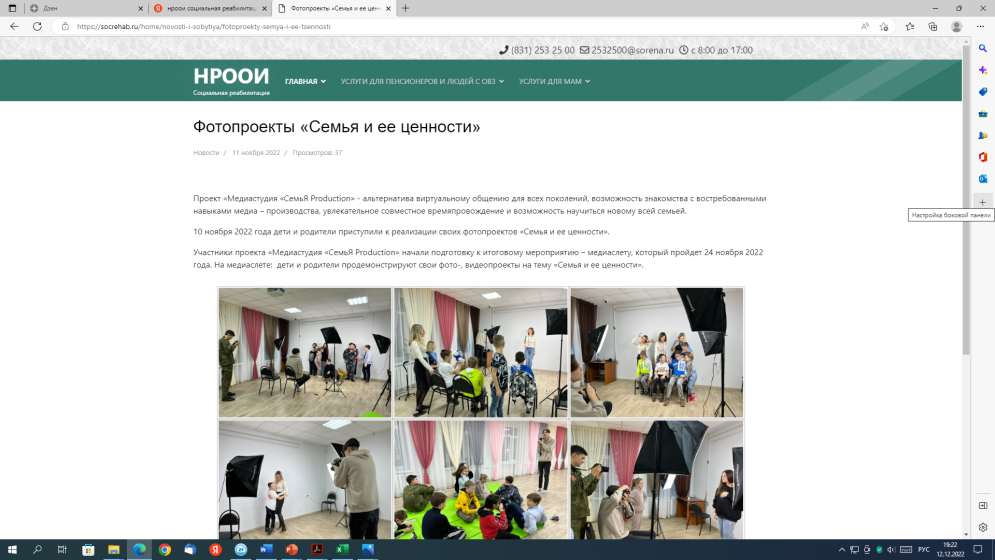 Дзен
нроои социальная реабилитац
Фотопроекты «Семья и ее ценн
https://socrehab.ru/home/novosti-i-sobytiya/fotoproekty-semya-i-ee-tsennosti
(831) 253 25 00 2532500@sorena.ru с 8:00 до 17:00
НРООИ
Социальная реабилитация
ГЛАВНАЯ УСЛУГИ ДЛЯ ПЕНСИОНЕРОВ И ЛЮДЕЙ С ОВЗ УСЛУГИ ДЛЯ МАМ
Фотопроекты «Семья и ее ценности»
Новости / 11 ноября 2022 / Просмотров: 37
Настройка боковой панели
Проект «Медиастудия «СемьЯ Production» - альтернатива виртуальному общению для всех поколений, возможность знакомства с востребованными
навыками медиа – производства, увлекательное совместное времяпровождение и возможность научиться новому всей семьей.
10 ноября 2022 года дети и родители приступили к реализации своих фотопроектов «Семья и ее ценности».
Участники проекта «Медиастудия «СемьЯ Production» начали подготовку к итоговому мероприятию – медиаслету, который пройдет 24 ноября 2022
года. На медиаслете: дети и родители продемонстрируют свои фото-, видеопроекты на тему «Семья и ее ценности».
РУС
19:22
12.12.2022